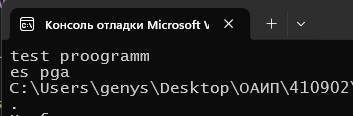 Консоль отладки Microsoft V
test proogramm
es pga
C:\Users\genys\Desktop\ОАИП\410902\
.